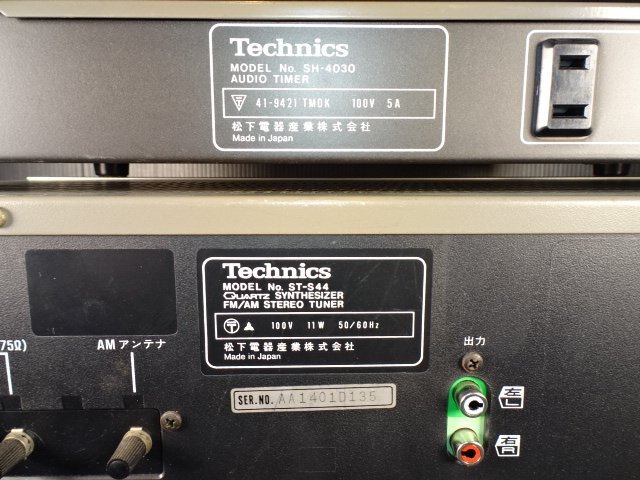 Technics
MODEL No. SH-4030
AUDIO TIMER
41-9421 TMDK 100V 5A
松下電器産業株式会社
Made in Japan
Technics
MODEL No. ST-S44
QUARTZ SYNTHESIZER
FM/AM STEREO TUNER
T ▲ 100V 11W 50/60Hz
松下電器産業株式会社
Made in Japan
75Ω)
AM アンテナ
出力
SER.NO. AA1401D135
左L
右R